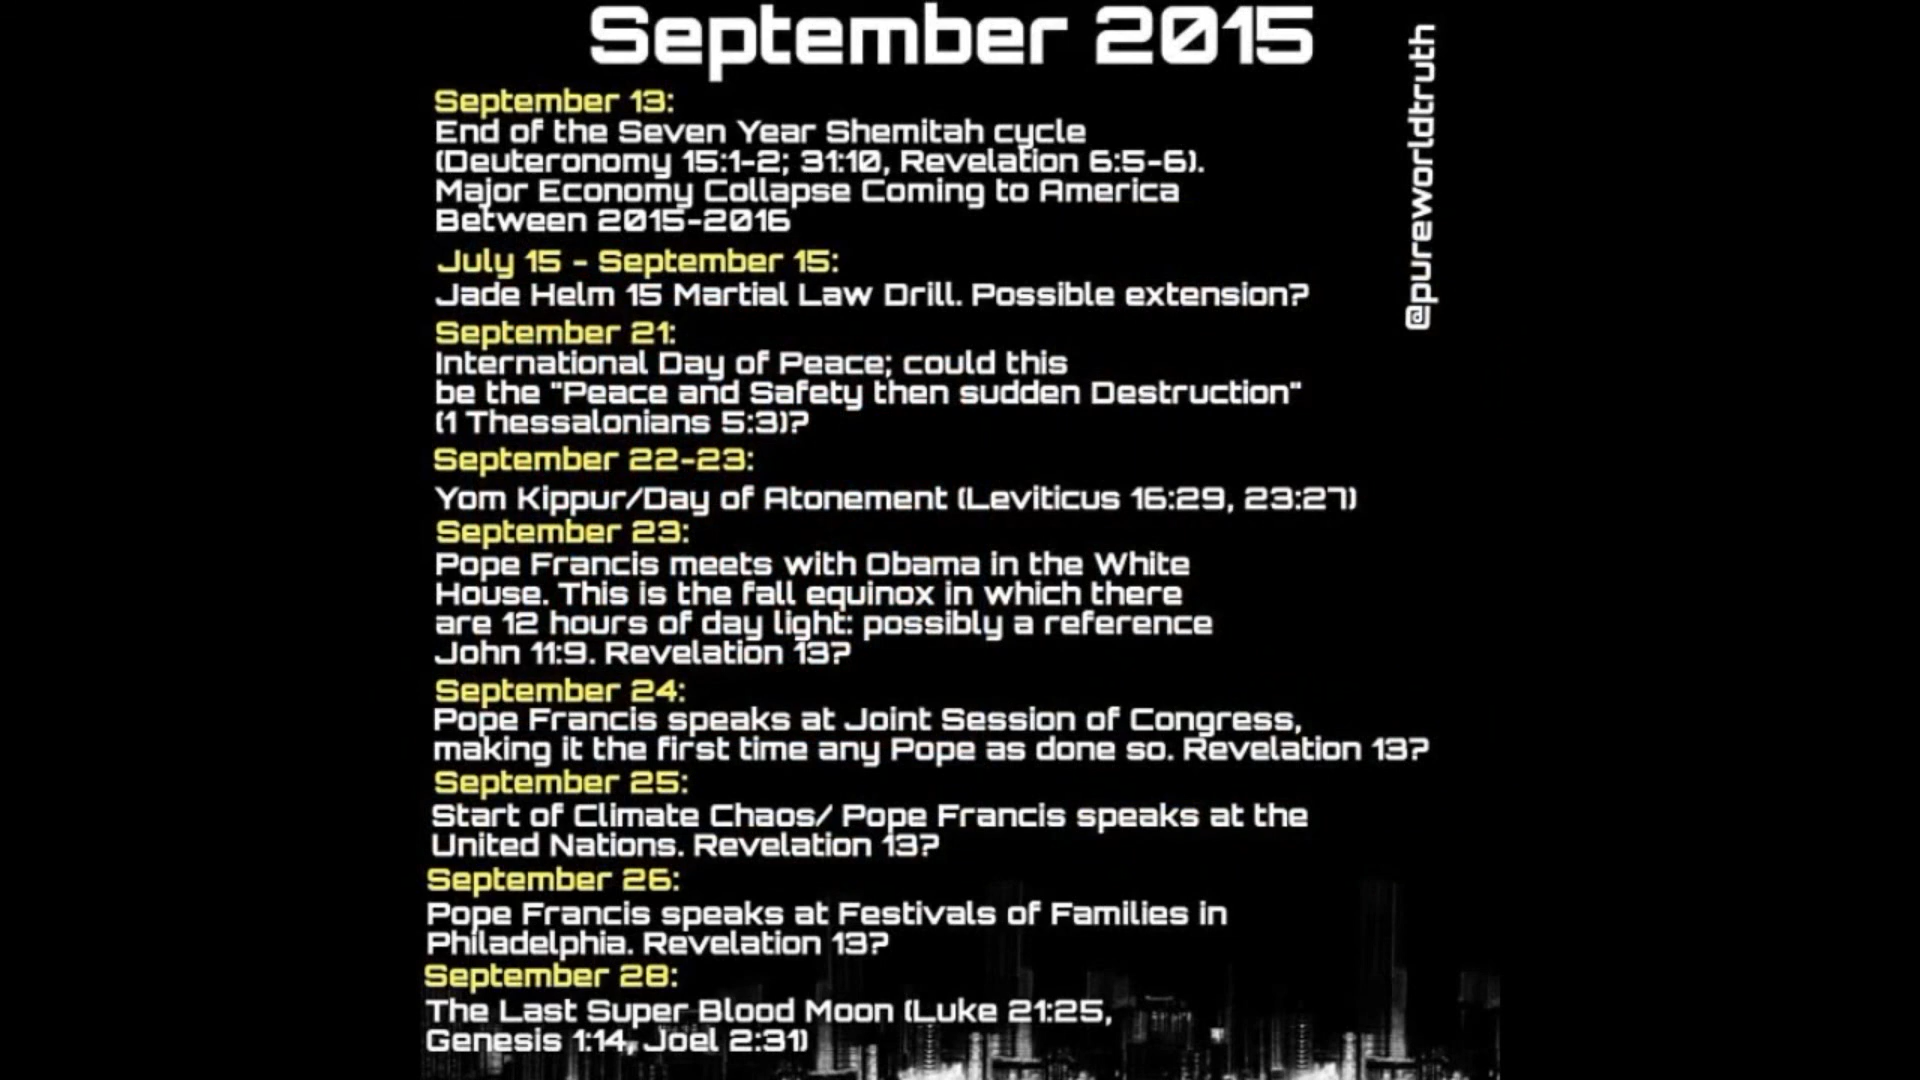 September 2015
@pureworldtruth
September 13:
End of the Seven Year Shemitah cycle
(Deuteronomy 15:1-2; 31:10, Revelation 6:5-6).
Major Economy Collapse Coming to America
Between 2015-2016
July 15 - September 15:
Jade Helm 15 Martial Law Drill. Possible extension?
September 21:
International Day of Peace; could this
be the "Peace and Safety then sudden Destruction"
(1 Thessalonians 5:3)?
September 22-23:
Yom Kippur/Day of Atonement (Leviticus 16:29, 23:27)
September 23:
Pope Francis meets with Obama in the White
House. This is the fall equinox in which there
are 12 hours of day light: possibly a reference
John 11:9. Revelation 13?
September 24:
Pope Francis speaks at Joint Session of Congress,
making it the first time any Pope as done so. Revelation 13?
September 25:
Start of Climate Chaos/ Pope Francis speaks at the
United Nations. Revelation 13?
September 26:
Pope Francis speaks at Festivals of Families in
Philadelphia. Revelation 13?
September 28:
The Last Super Blood Moon (Luke 21:25,
Genesis 1:14, Joel 2:31)